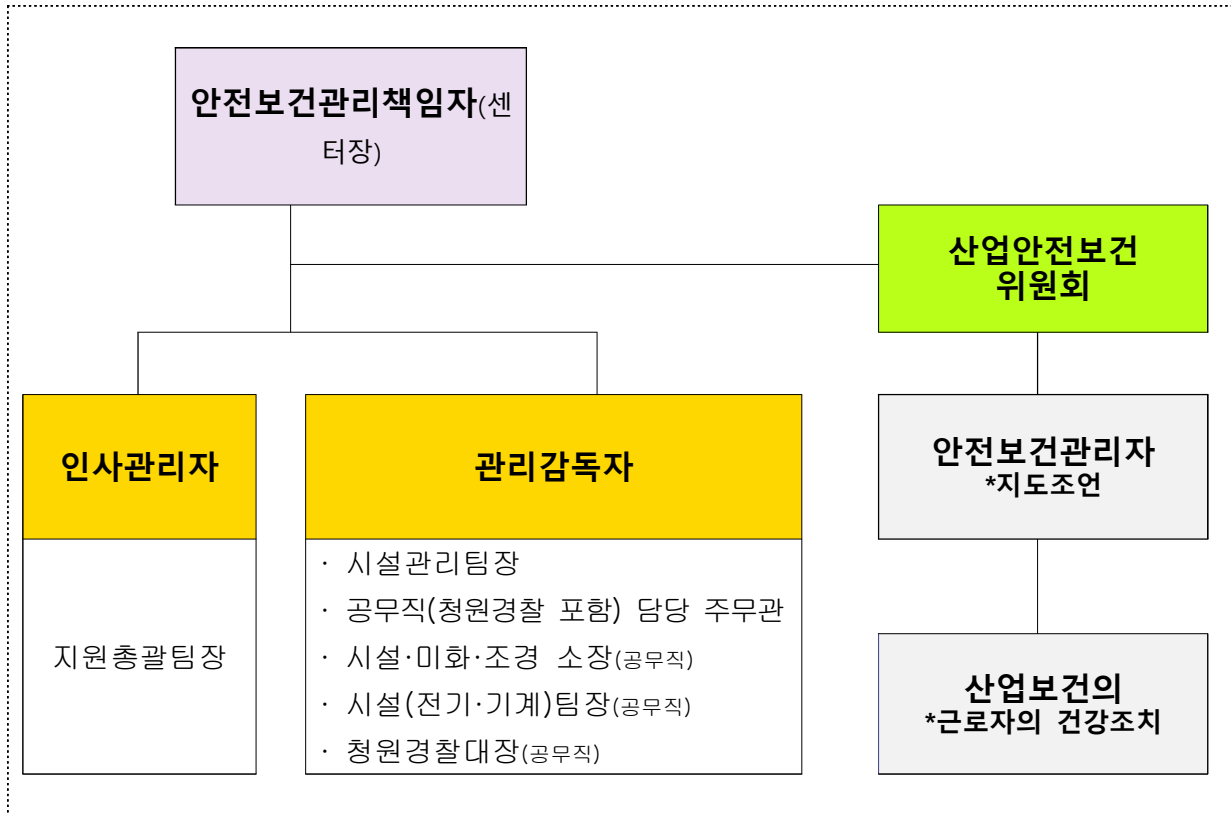 안전보건관리책임자(센
터장)
산업안전보건
위원회
인사관리자
관리감독자
안전보건관리자
*지도조언
지원총괄팀장
· 시설관리팀장
· 공무직(청원경찰 포함) 담당 주무관
· 시설·미화·조경 소장(공무직)
· 시설(전기·기계)팀장(공무직)
· 청원경찰대장(공무직)
산업보건의
*근로자의 건강조치